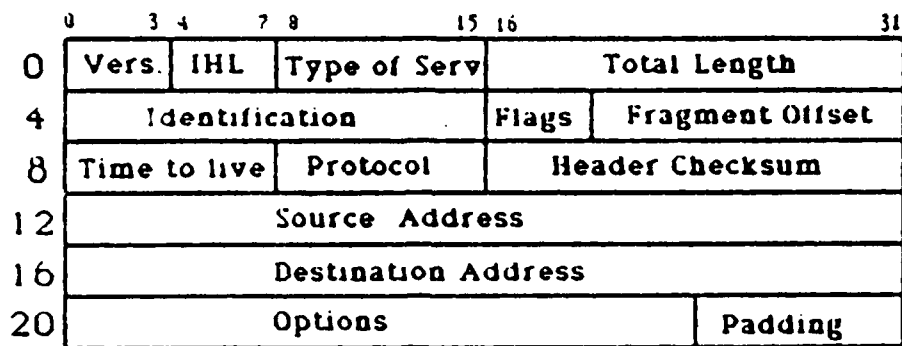 0 3 4 7 8 15 16 31
0 Vers. IHL Type of Serv Total Length
4 Identification Flags Fragment Offset
8 Time to live Protocol Header Checksum
12 Source Address
16 Destination Address
20 Options Padding